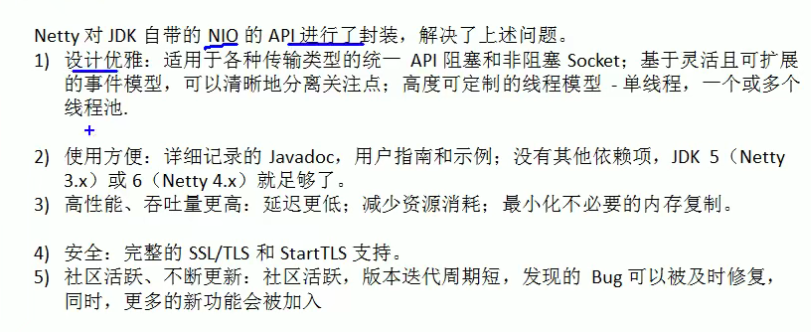 Netty 对 JDK 自带的 NIO 的 API 进行了封装，解决了上述问题。
1) 设计优雅：适用于各种传输类型的统一 API 阻塞和非阻塞 Socket；基于灵活且可扩展
的事件模型，可以清晰地分离关注点；高度可定制的线程模型 - 单线程，一个或多个
线程池.
2) 使用方便：详细记录的 Javadoc，用户指南和示例；没有其他依赖项，JDK 5（Netty
3.x）或 6（Netty 4.x）就足够了。
3) 高性能、吞吐量更高：延迟更低；减少资源消耗；最小化不必要的内存复制。
4) 安全：完整的 SSL/TLS 和 StartTLS 支持。
5) 社区活跃、不断更新：社区活跃，版本迭代周期短，发现的 Bug 可以被及时修复，
同时，更多的新功能会被加入